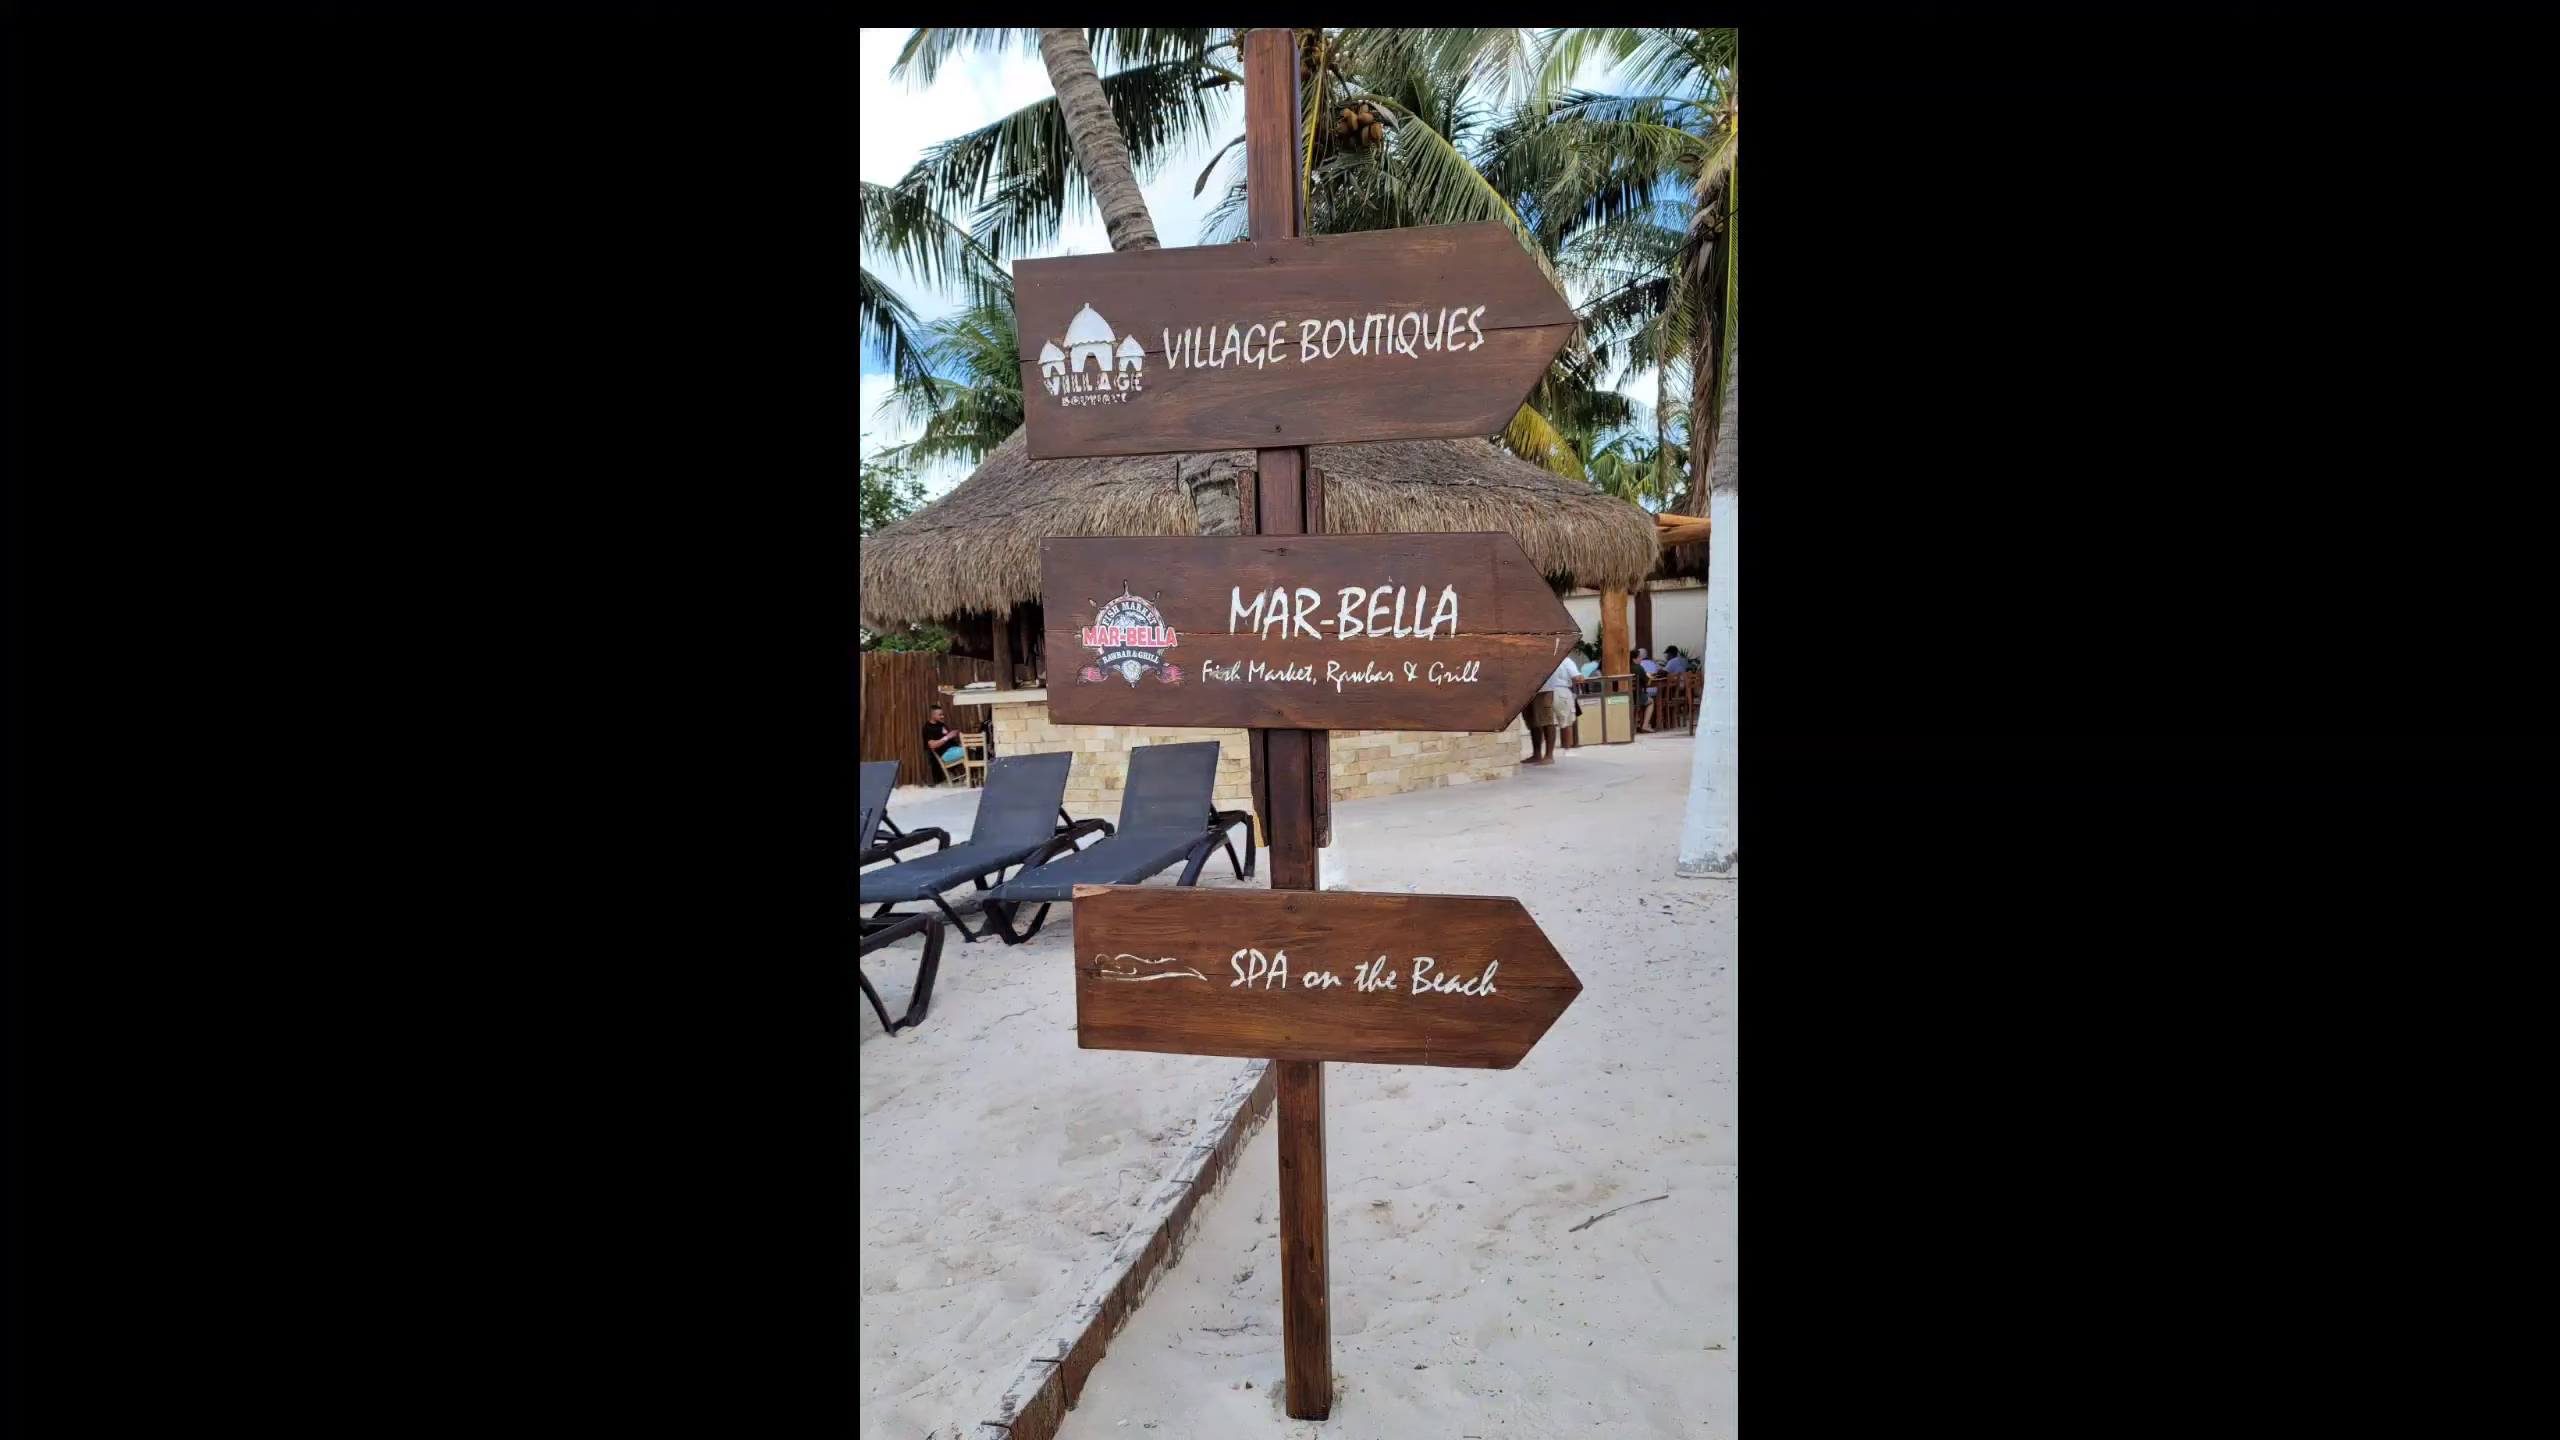 VILLAGE BOUTIQUES
VILLAGE
BOUTIQUE
MAR-BELLA
Fish Market, Rawbar & Grill
FISH MARKET
MAR-BELLA
RAWBAR & GRILL
SPA on the Beach